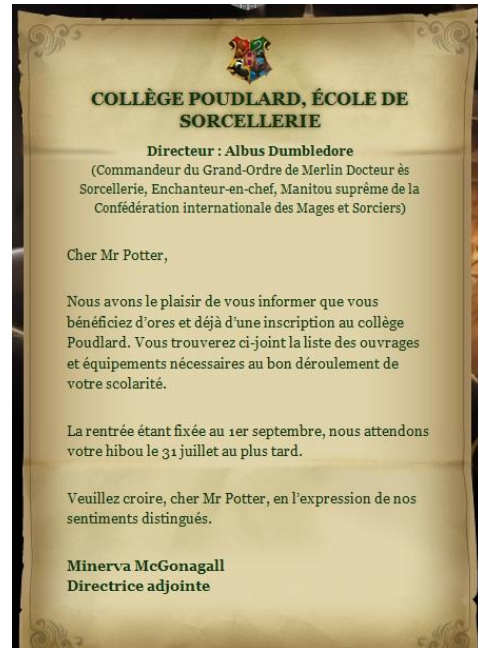 COLLÈGE POUDLARD, ÉCOLE DE
SORCELLERIE
Directeur : Albus Dumbledore
(Commandeur du Grand-Ordre de Merlin Docteur ès
Sorcellerie, Enchanteur-en-chef, Manitou suprême de la
Confédération internationale des Mages et Sorciers)
Cher Mr Potter,
Nous avons le plaisir de vous informer que vous
bénéficiez d'ores et déjà d'une inscription au collège
Poudlard. Vous trouverez ci-joint la liste des ouvrages
et équipements nécessaires au bon déroulement de
votre scolarité.
La rentrée étant fixée au 1er septembre, nous attendons
votre hibou le 31 juillet au plus tard.
Veuillez croire, cher Mr Potter, en l'expression de nos
sentiments distingués.
Minerva McGonagall
Directrice adjointe